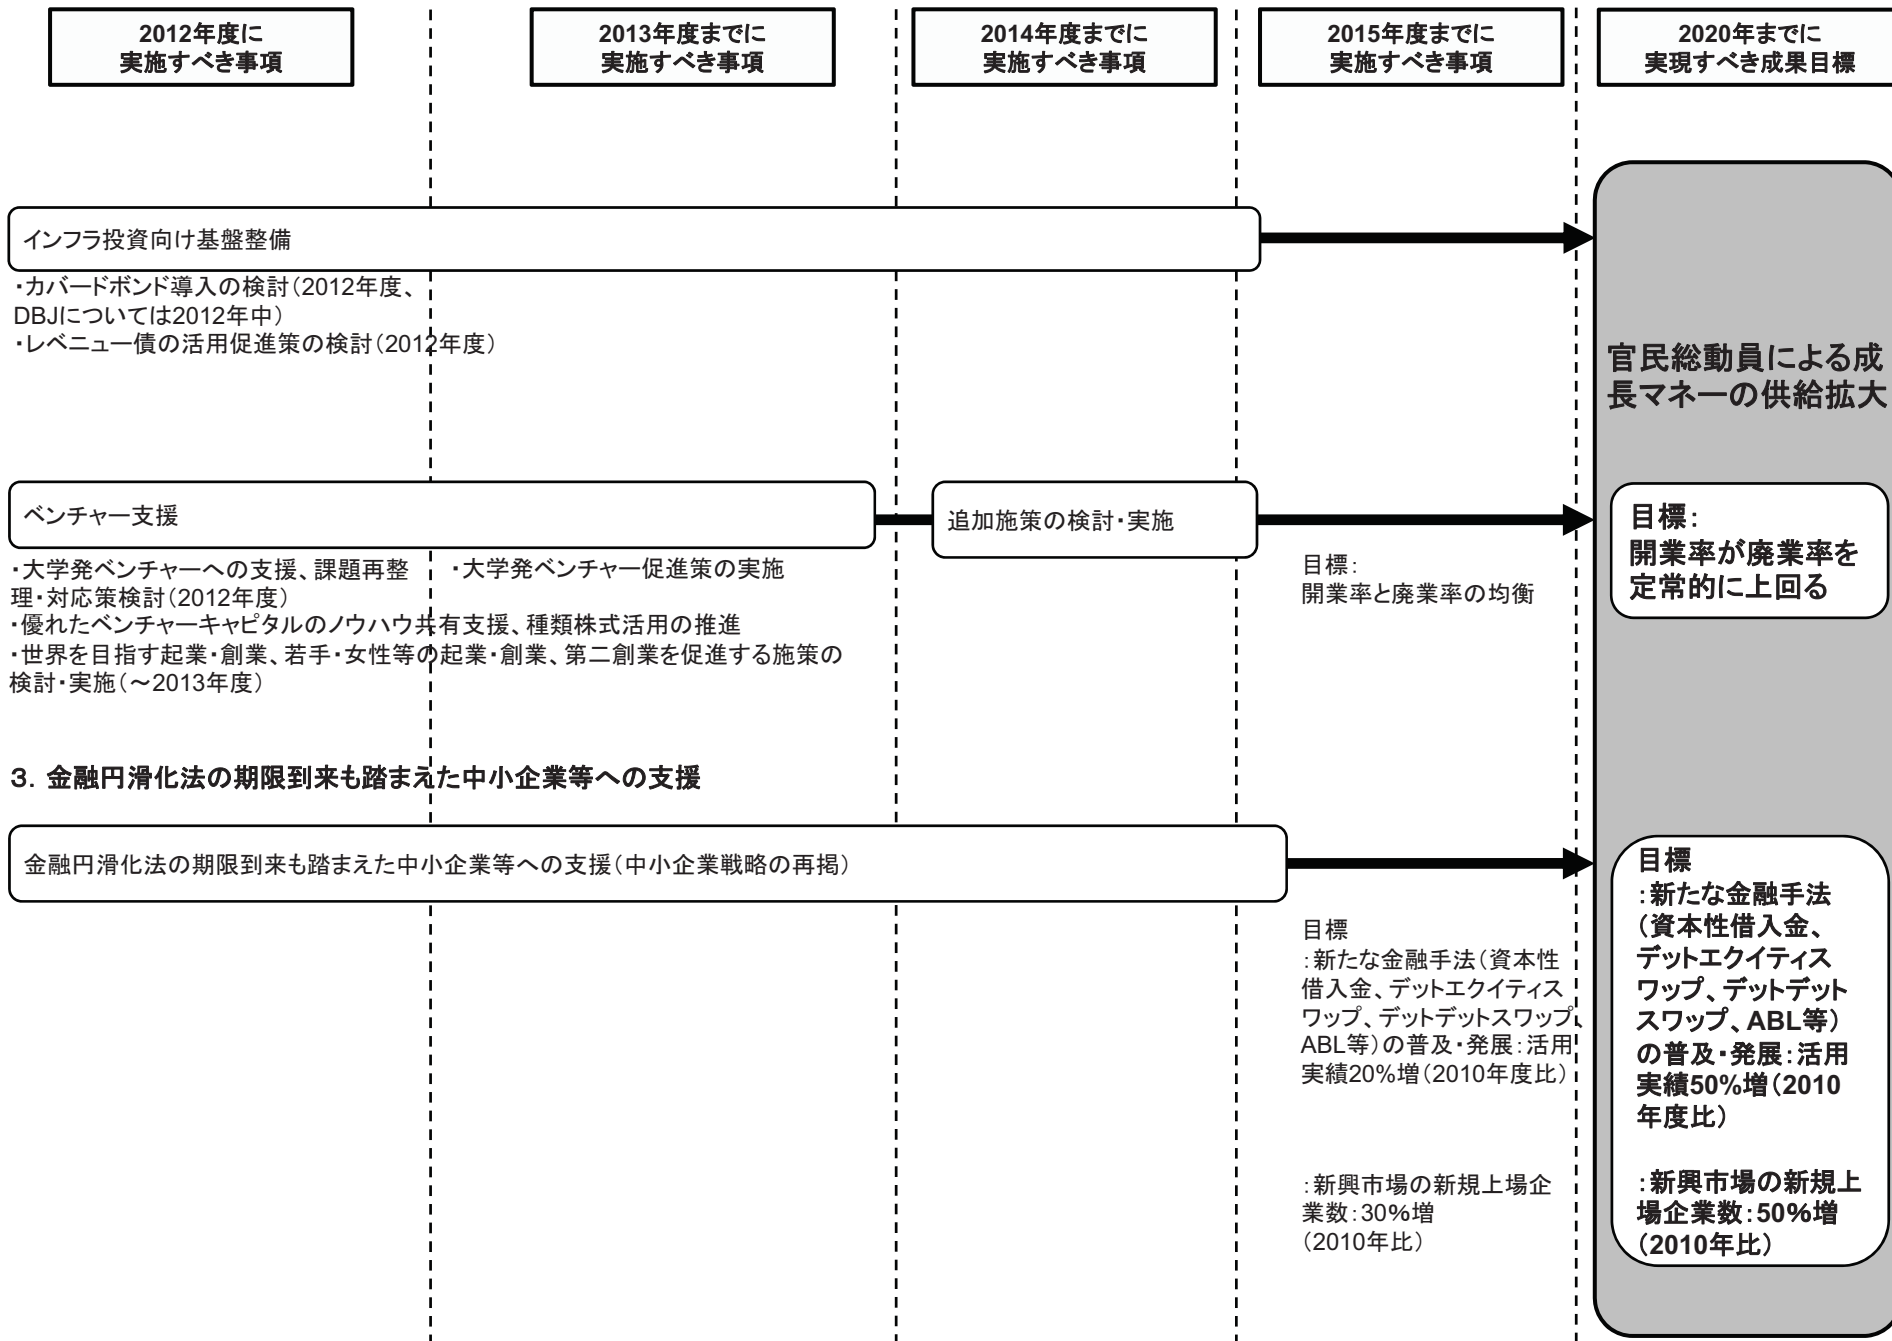 2012年度に
実施すべき事項
2013年度までに
実施すべき事項
2014年度までに
実施すべき事項
2015年度までに
実施すべき事項
2020年までに
実現すべき成果目標
インフラ投資向け基盤整備
・カバードボンド導入の検討（2012年度、
DBJについては2012年中）
・レベニュー債の活用促進策の検討（2012年度）
官民総動員による成
長マネーの供給拡大
ベンチャー支援
追加施策の検討・実施
・大学発ベンチャーへの支援、課題再整
理・対応策検討（2012年度）
・大学発ベンチャー促進策の実施
・優れたベンチャーキャピタルのノウハウ共有支援、種類株式活用の推進
・世界を目指す起業・創業、若手・女性等の起業・創業、第二創業を促進する施策の
検討・実施（～2013年度）
目標：
開業率と廃業率の均衡
目標：
開業率が廃業率を
定常的に上回る
３．金融円滑化法の期限到来も踏まえた中小企業等への支援
金融円滑化法の期限到来も踏まえた中小企業等への支援（中小企業戦略の再掲）
目標
：新たな金融手法（資本性
借入金、デットエクイティス
ワップ、デットデットスワップ、
ABL等）の普及・発展：活用
実績20%増（2010年度比）
：新興市場の新規上場企
業数：30%増
（2010年比）
目標
：新たな金融手法
（資本性借入金、
デットエクイティス
ワップ、デットデット
スワップ、ABL等）
の普及・発展：活用
実績50%増（2010
年度比）
：新興市場の新規上
場企業数：50%増
（2010年比）